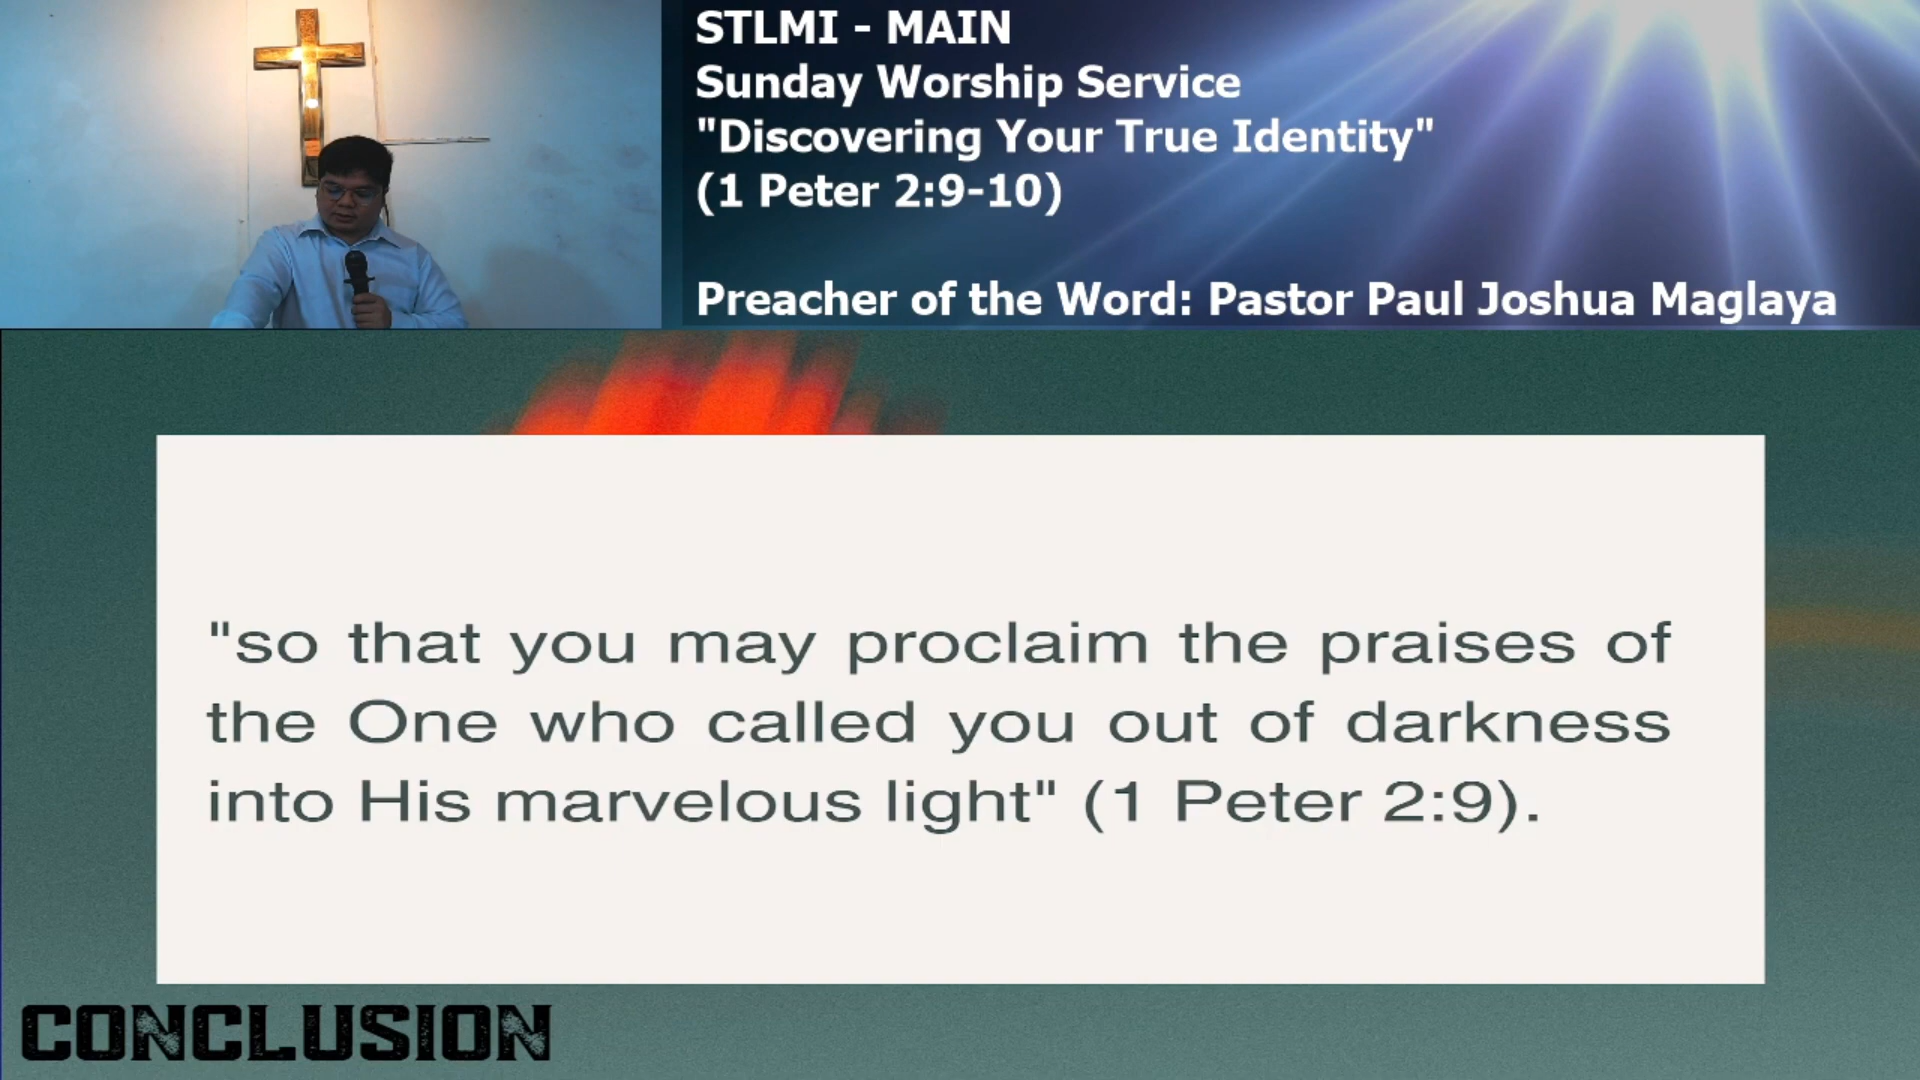 STLMI - MAIN
Sunday Worship Service
"Discovering Your True Identity"
(1 Peter 2:9-10)
Preacher of the Word: Pastor Paul Joshua Maglaya
"so that you may proclaim the praises of
the One who called you out of darkness
into His marvelous light" (1 Peter 2:9).
CONCLUSION